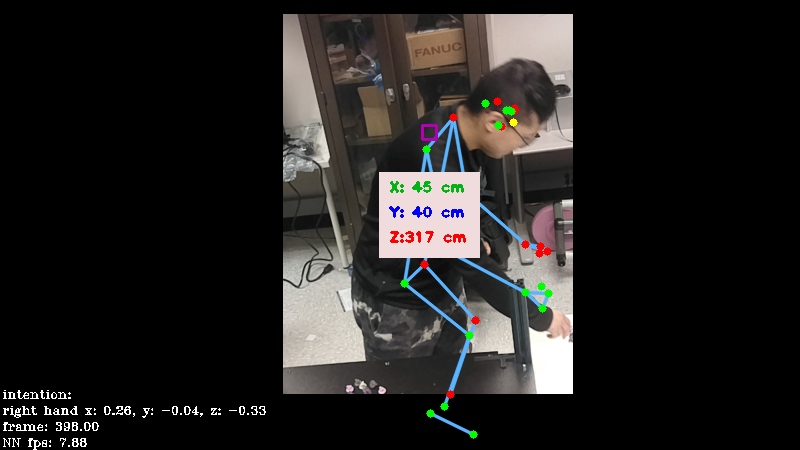 FANUC
X: 45 cm
Y: 40 cm
Z:317 cm
intention:
right hand x: 0.26, y: -0.04, z: -0.33
frame: 398.00
NN fps: 7.88